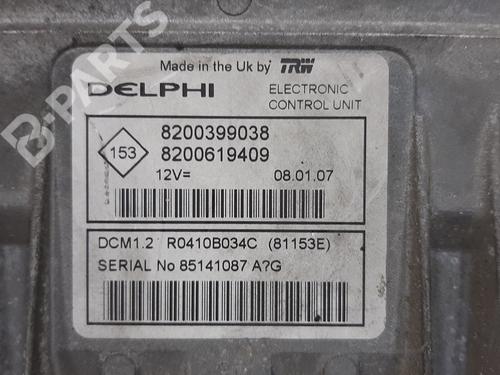 B-PARTS
Made in the Uk by TRW
DELPHI
ELECTRONIC
CONTROL UNIT
153
8200399038
8200619409
12V=
08.01.07
DCM1.2 R0410B034C (81153E)
SERIAL No 85141087 A?G